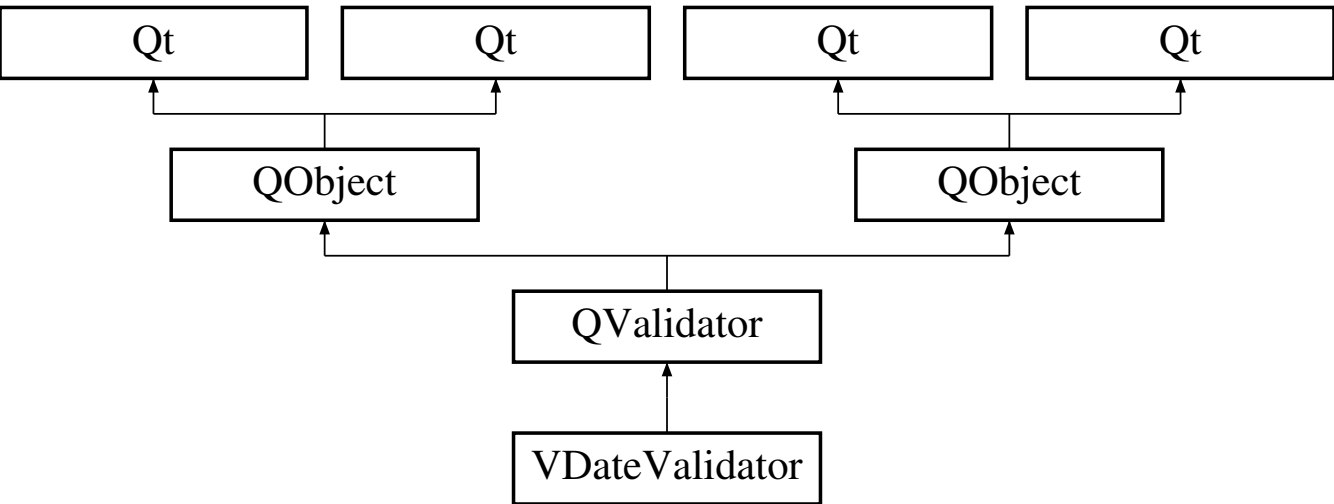 Qt
Qt
Qt
Qt
QObject
QObject
QValidator
VDateValidator